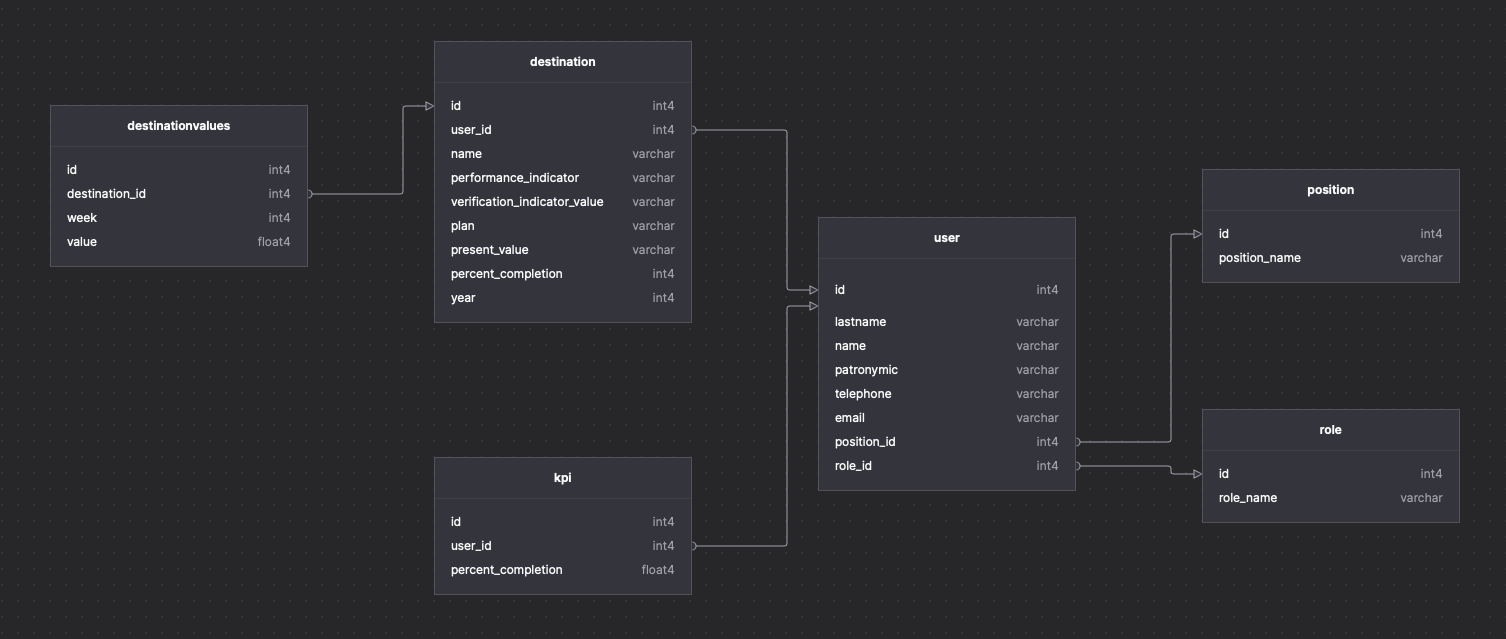 destinationvalues
id int4
destination_id int4
week int4
value float4
destination
id int4
user_id int4
name varchar
performance_indicator varchar
verification_indicator_value varchar
plan varchar
present_value varchar
percent_completion int4
year int4
kpi
id int4
user_id int4
percent_completion float4
user
id int4
lastname varchar
name varchar
patronymic varchar
telephone varchar
email varchar
position_id int4
role_id int4
position
id int4
position_name varchar
role
id int4
role_name varchar